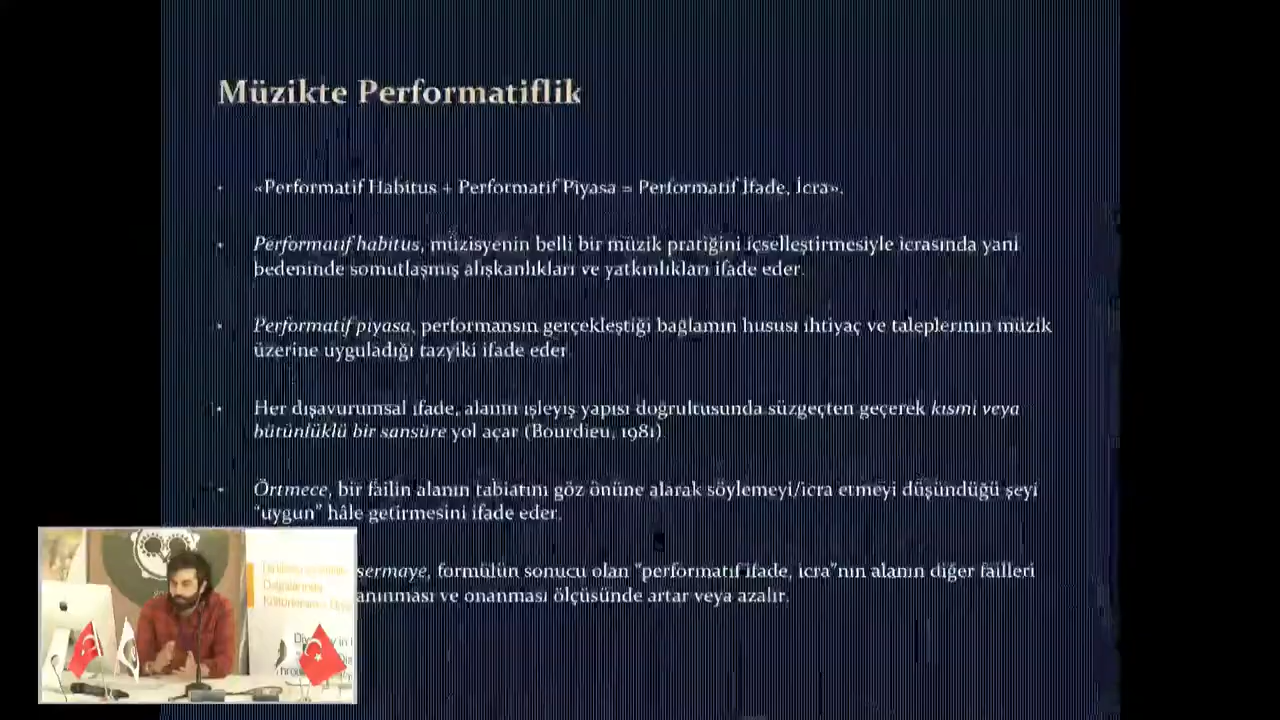 Müzikte Performatiflik
• «Performatif Habitus + Performatif Piyasa = Performatif İfade, İcra».
• Performatif habitus, müzisyenin belli bir müzik pratiğini içselleştirmesiyle icrasında yani
bedeninde somutlaşmış alışkanlıkları ve yatkınlıkları ifade eder.
• Performatif piyasa, performansın gerçekleştiği bağlamın hususi ihtiyaç ve taleplerinin müzik
üzerine uyguladığı tazyiki ifade eder
• Her dışavurumsal ifade, alanın işleyiş yapısı doğrultusunda süzgeçten geçerek kısmi veya
bütünlüklü bir sansüre yol açar (Bourdieu, 1981)
• Örtmece, bir failin alanın tabiatını göz önüne alarak söylemeyi/icra etmeyi düşündüğü şeyi
"uygun" hâle getirmesini ifade eder.
sermaye, formülün sonucu olan "performatif ifade, icra"nın alanın diğer failleri
anınması ve onanması ölçüsünde artar veya azalır.